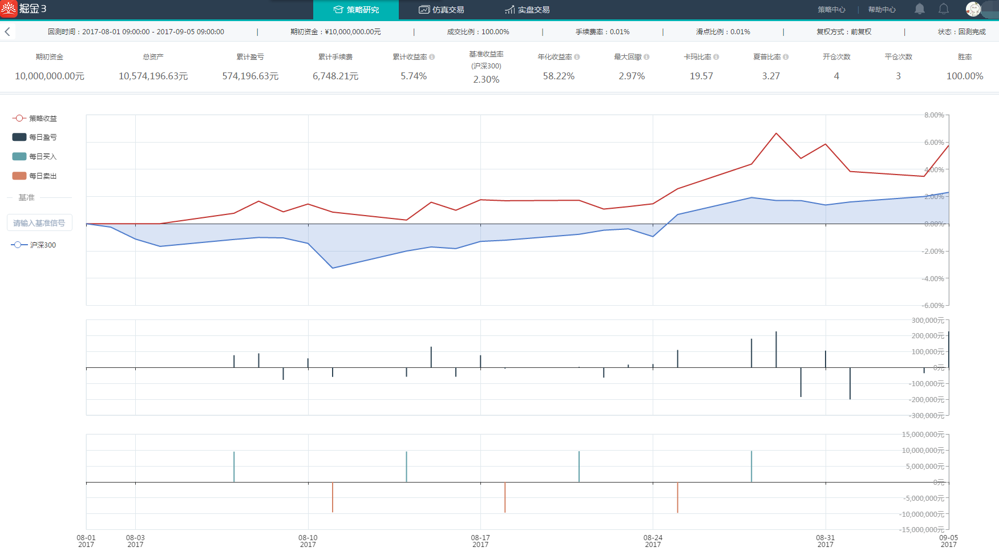 掘金3
策略研究
仿真交易
实盘交易
策略中心 | 帮助中心
回测时间：2017-08-01 09:00:00 - 2017-09-05 09:00:00 | 期初资金：¥10,000,000.00元 | 成交比例：100.00% | 手续费率：0.01% | 滑点比例：0.01% | 复权方式：前复权 | 状态：回测完成
期初资金
10,000,000.00元
总资产
10,574,196.63元
累计盈亏
574,196.63元
累计手续费
6,748.21元
累计收益率
5.74%
基准收益率
(沪深300)
2.30%
年化收益率
58.22%
最大回撤
2.97%
卡玛比率
19.57
夏普比率
3.27
开仓次数
4
平仓次数
3
胜率
100.00%
策略收益
每日盈亏
每日买入
每日卖出
基准
请输入基准信号
沪深300
8.00%
6.00%
4.00%
2.00%
0.00%
-2.00%
-4.00%
-6.00%
300,000元
200,000元
100,000元
0元
-100,000元
-200,000元
-300,000元
15,000,000元
10,000,000元
5,000,000元
0元
-5,000,000元
-10,000,000元
-15,000,000元
08-01
2017
08-03
2017
08-10
2017
08-17
2017
08-24
2017
08-31
2017
09-05
2017